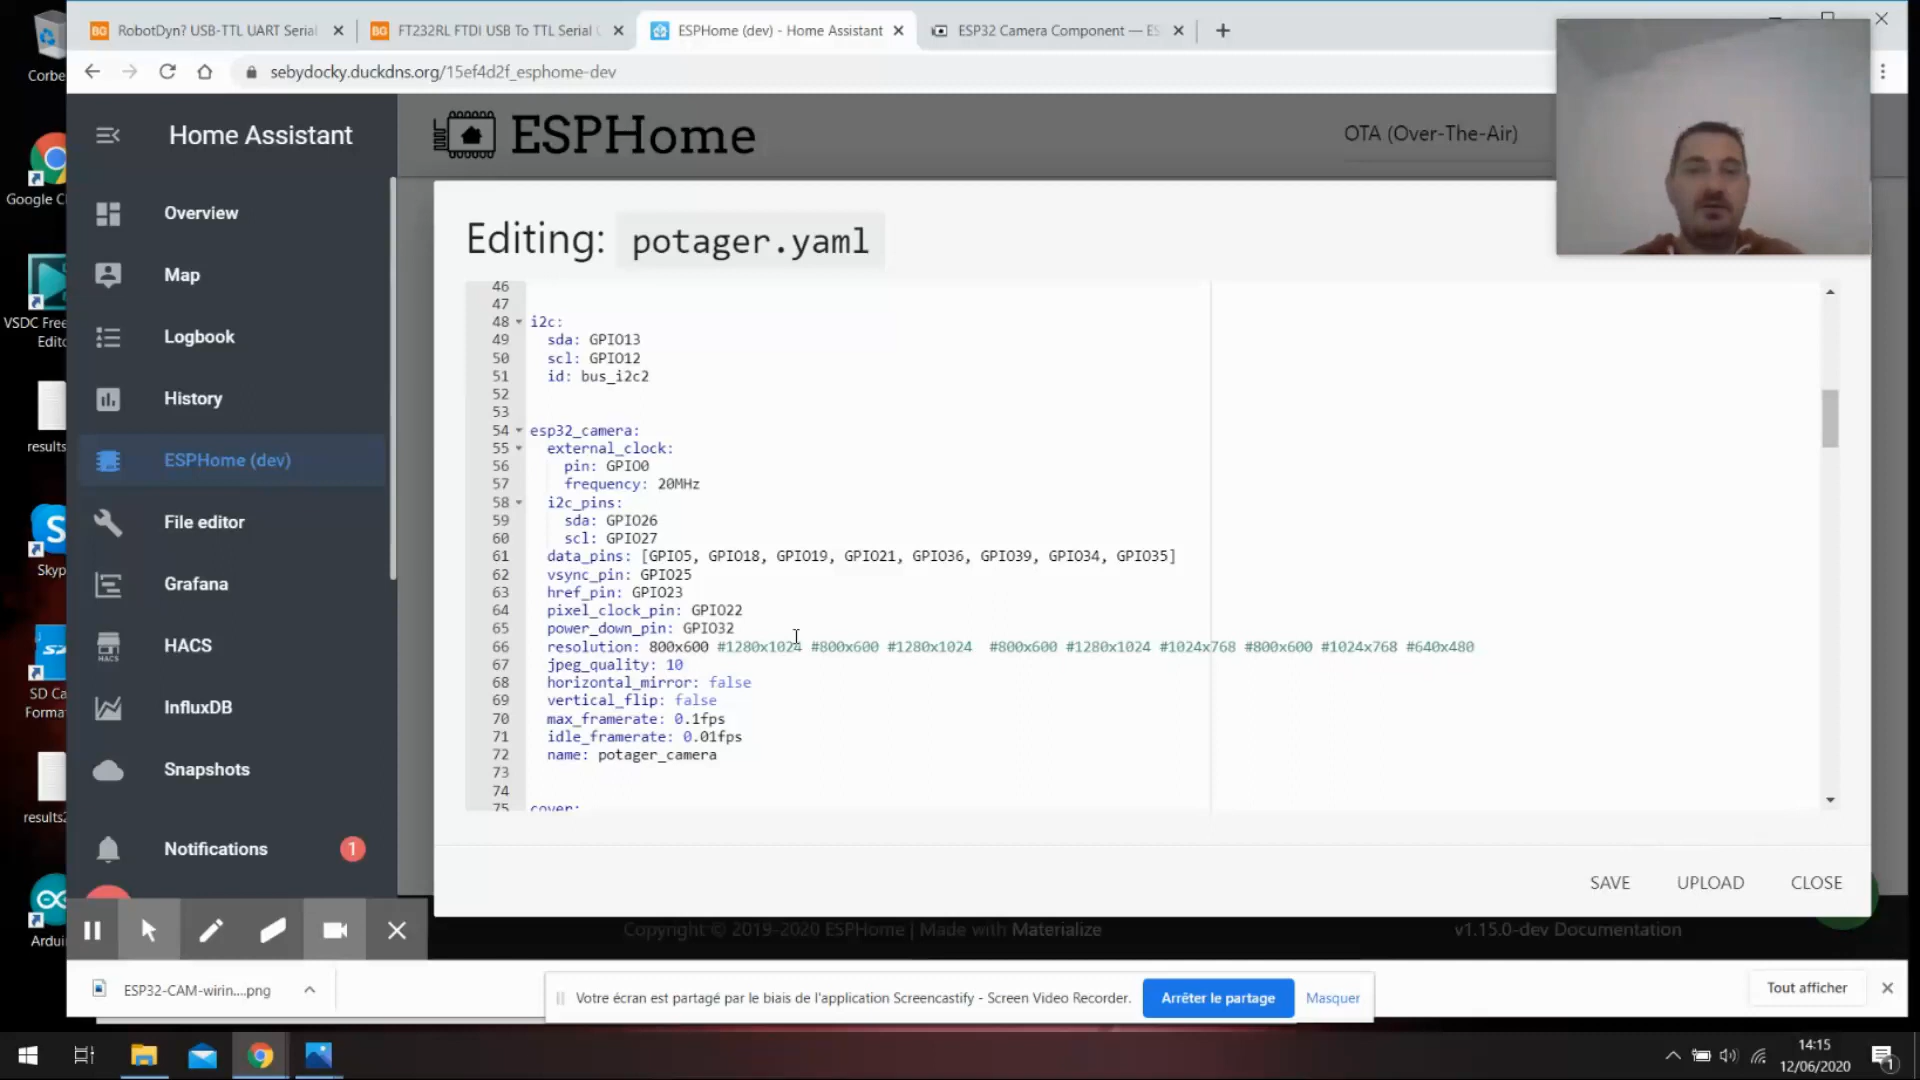 RobotDyn? USB-TTL UART Serial
FT232RL FTDI USB To TTL Serial C
ESPHome (dev) - Home Assistant
ESP32 Camera Component — ES
sebydocky.duckdns.org/15ef4d2f_esphome-dev
Corbe
Google C
VSDC Free
Edito
results
Skyp
SD Ca
Forma
results2
Ardui
Home Assistant
Overview
Map
Logbook
History
ESPHome (dev)
File editor
Grafana
HACS
HACS
InfluxDB
Snapshots
Notifications
1
ESPHome
OTA (Over-The-Air)
Editing: potager.yaml
46
47
48 i2c:
49 sda: GPIO13
50 scl: GPIO12
51 id: bus_i2c2
52
53
54 esp32_camera:
55 external_clock:
56 pin: GPIO0
57 frequency: 20MHz
58 i2c_pins:
59 sda: GPIO26
60 scl: GPIO27
61 data_pins: [GPIO5, GPIO18, GPIO19, GPIO21, GPIO36, GPIO39, GPIO34, GPIO35]
62 vsync_pin: GPIO25
63 href_pin: GPIO23
64 pixel_clock_pin: GPIO22
65 power_down_pin: GPIO32
66 resolution: 800x600 #1280x1024 #800x600 #1280x1024 #800x600 #1280x1024 #1024x768 #800x600 #1024x768 #640x480
67 jpeg_quality: 10
68 horizontal_mirror: false
69 vertical_flip: false
70 max_framerate: 0.1fps
71 idle_framerate: 0.01fps
72 name: potager_camera
73
74
75 cover:
SAVE UPLOAD CLOSE
Copyright © 2019-2020 ESPHome | Made with Materialize
v1.15.0-dev Documentation
ESP32-CAM-wirin....png
Votre écran est partagé par le biais de l'application Screencastify - Screen Video Recorder.
Arrêter le partage
Masquer
Tout afficher
14:15
12/06/2020
1